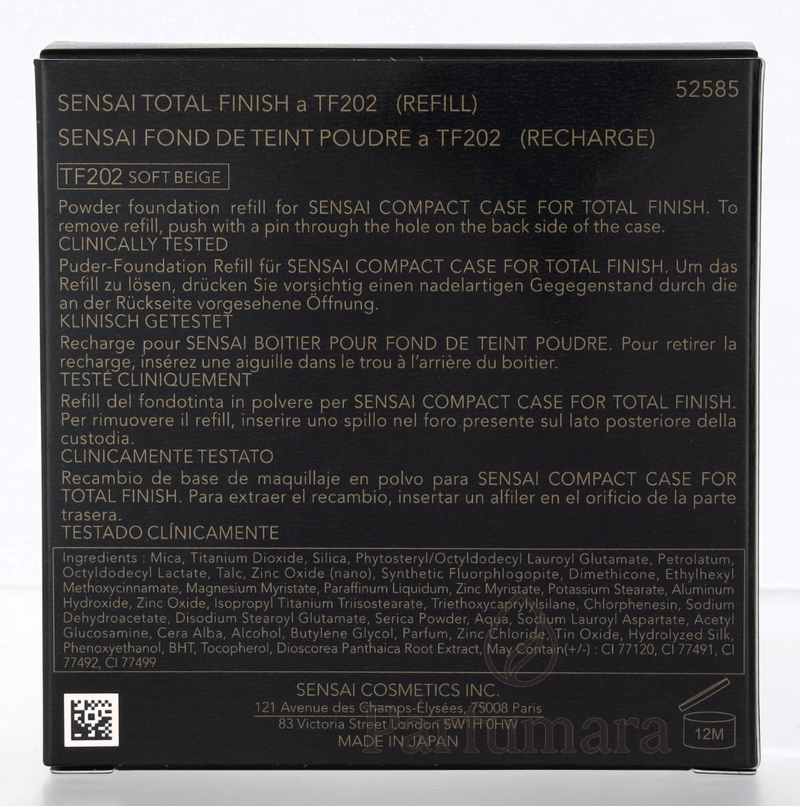 52585
SENSAI TOTAL FINISH a TF202 (REFILL)
SENSAI FOND DE TEINT POUDRE a TF202 (RECHARGE)
TF202 SOFT BEIGE
Powder foundation refill for SENSAI COMPACT CASE FOR TOTAL FINISH. To
remove refill, push with a pin through the hole on the back side of the case.
CLINICALLY TESTED
Puder-Foundation Refill für SENSAI COMPACT CASE FOR TOTAL FINISH. Um das
Refill zu lösen, drücken Sie vorsichtig einen nadelartigen Gegegenstand durch die
an der Rückseite vorgesehene Öffnung.
KLINISCH GETESTET
Recharge pour SENSAI BOITIER POUR FOND DE TEINT POUDRE. Pour retirer la
recharge, insérez une aiguille dans le trou à l'arrière du boitier.
TESTÉ CLINIQUEMENT
Refill del fondotinta in polvere per SENSAI COMPACT CASE FOR TOTAL FINISH.
Per rimuovere il refill, inserire uno spillo nel foro presente sul lato posteriore della
custodia.
CLINICAMENTE TESTATO
Recambio de base de maquillaje en polvo para SENSAI COMPACT CASE FOR
TOTAL FINISH. Para extraer el recambio, insertar un alfiler en el orificio de la parte
trasera.
TESTADO CLÍNICAMENTE
Ingredients : Mica, Titanium Dioxide, Silica, Phytosteryl/Octyldodecyl Lauroyl Glutamate, Petrolatum,
Octyldodecyl Lactate, Talc, Zinc Oxide (nano), Synthetic Fluorphlogopite, Dimethicone, Ethylhexyl
Methoxycinnamate, Magnesium Myristate, Paraffinum Liquidum, Zinc Myristate, Potassium Stearate, Aluminum
Hydroxide, Zinc Oxide, Isopropyl Titanium Triisostearate, Triethoxycaprylylsilane, Chlorphenesin, Sodium
Dehydroacetate, Disodium Stearoyl Glutamate, Serica Powder, Aqua, Sodium Lauroyl Aspartate, Acetyl
Glucosamine, Cera Alba, Alcohol, Butylene Glycol, Parfum, Zinc Chloride, Tin Oxide, Hydrolyzed Silk,
Phenoxyethanol, BHT, Tocopherol, Dioscorea Panthaica Root Extract, May Contain(+/-) : CI 77120, CI 77491, CI
77492, CI 77499
SENSAI COSMETICS INC.
121 Avenue des Champs-Élysées, 75008 Paris
83 Victoria Street London SW1H 0HW
MADE IN JAPAN
12M
Parfumara